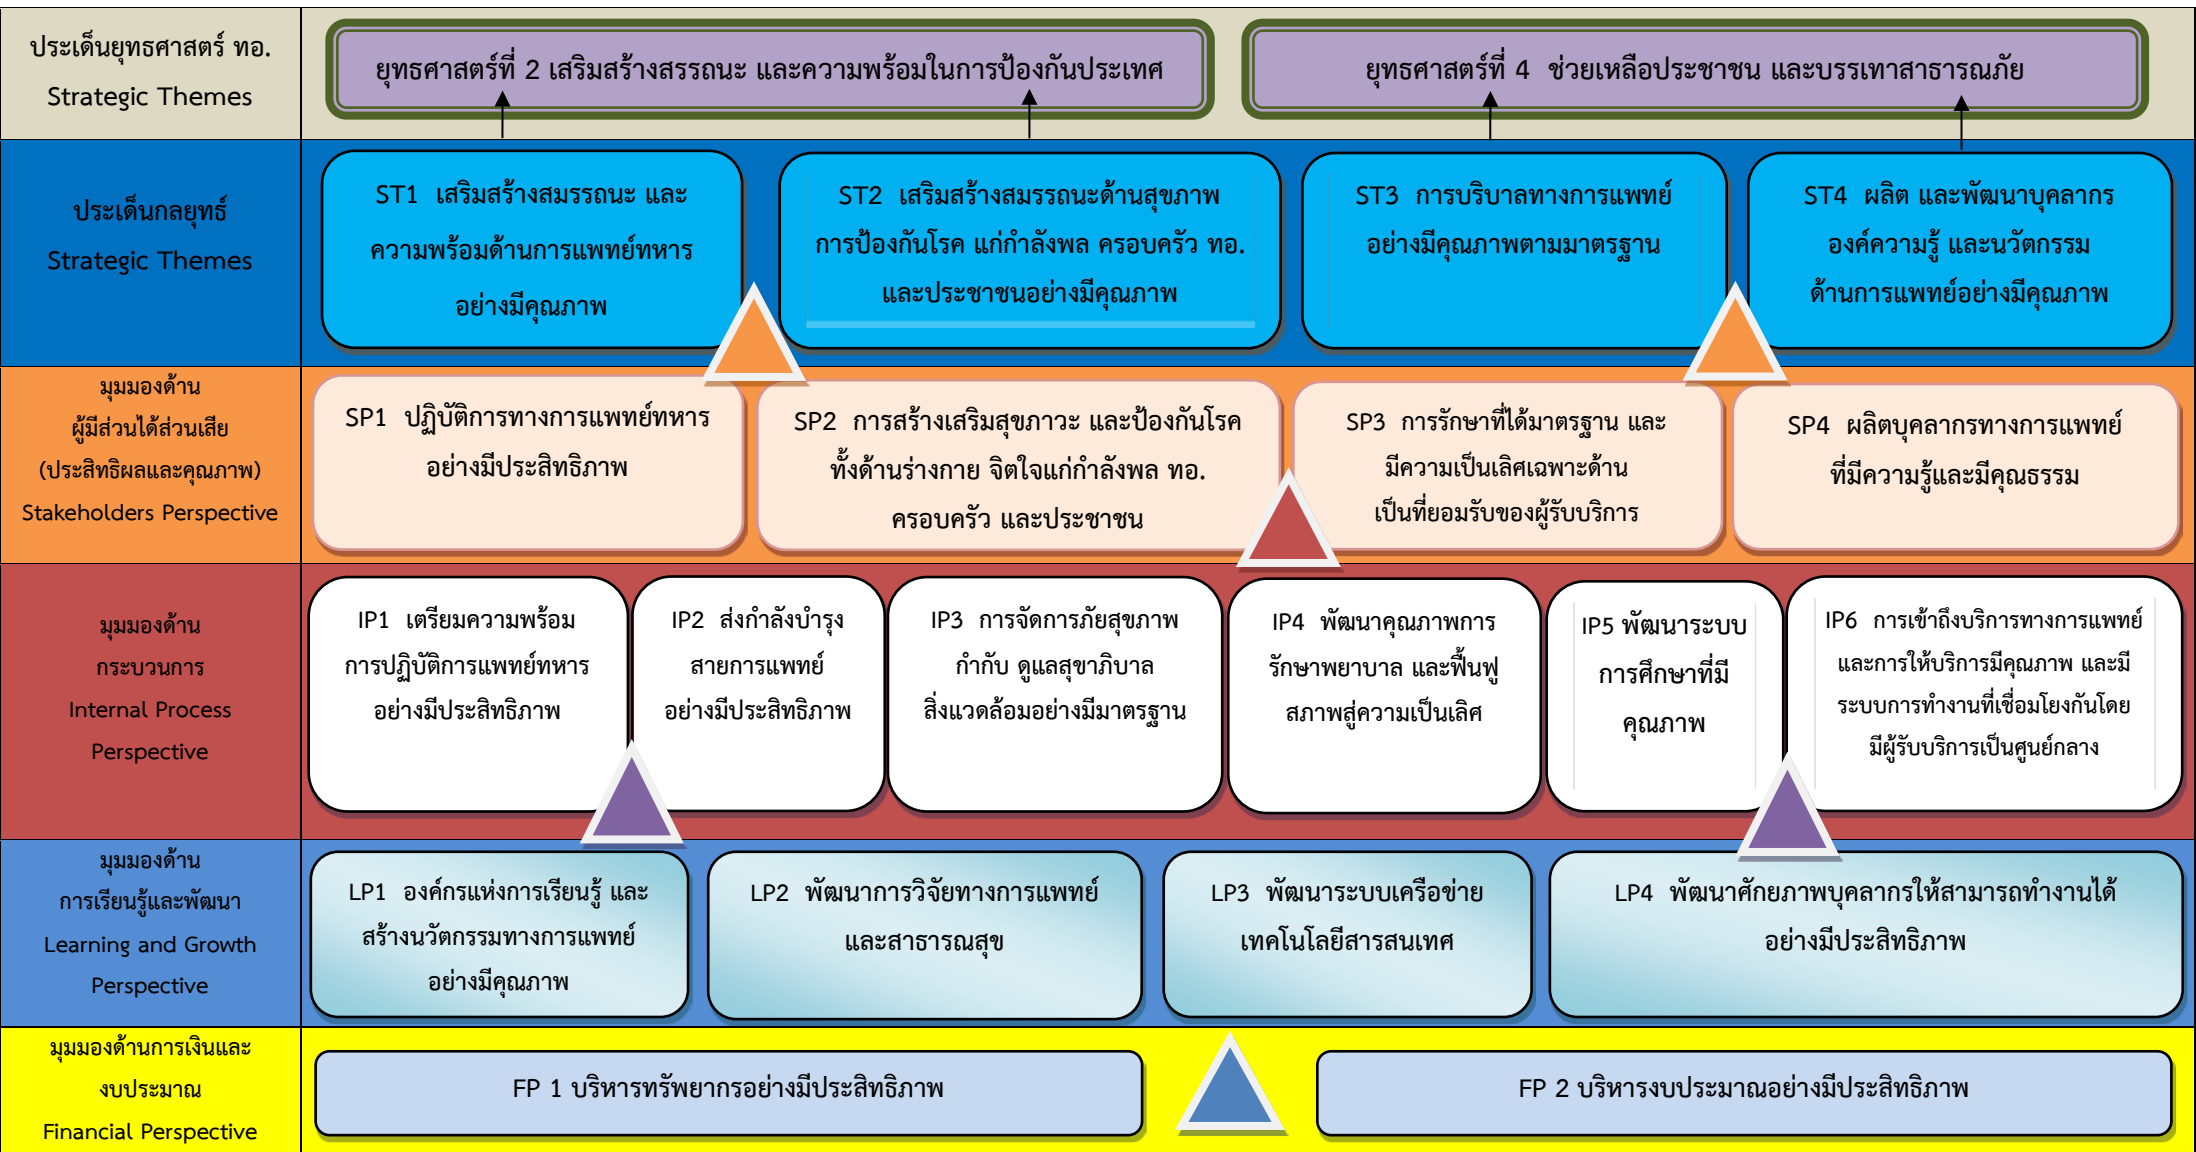 ประเด็นยุทธศาสตร์ ทอ.
Strategic Themes
ยุทธศาสตร์ที่ 2 เสริมสร้างสรรถนะ และความพร้อมในการป้องกันประเทศ
ยุทธศาสตร์ที่ 4 ช่วยเหลือประชาชน และบรรเทาสาธารณภัย
ประเด็นกลยุทธ์
Strategic Themes
ST1 เสริมสร้างสมรรถนะ และ
ความพร้อมด้านการแพทย์ทหาร
อย่างมีคุณภาพ
ST2 เสริมสร้างสมรรถนะด้านสุขภาพ
การป้องกันโรค แก่กำลังพล ครอบครัว ทอ.
และประชาชนอย่างมีคุณภาพ
ST3 การบริบาลทางการแพทย์
อย่างมีคุณภาพตามมาตรฐาน
ST4 ผลิต และพัฒนาบุคลากร
องค์ความรู้ และนวัตกรรม
ด้านการแพทย์อย่างมีคุณภาพ
มุมมองด้าน
ผู้มีส่วนได้ส่วนเสีย
(ประสิทธิผลและคุณภาพ)
Stakeholders Perspective
SP1 ปฏิบัติการทางการแพทย์ทหาร
อย่างมีประสิทธิภาพ
SP2 การสร้างเสริมสุขภาวะ และป้องกันโรค
ทั้งด้านร่างกาย จิตใจแก่กำลังพล ทอ.
ครอบครัว และประชาชน
SP3 การรักษาที่ได้มาตรฐาน และ
มีความเป็นเลิศเฉพาะด้าน
เป็นที่ยอมรับของผู้รับบริการ
SP4 ผลิตบุคลากรทางการแพทย์
ที่มีความรู้และมีคุณธรรม
มุมมองด้าน
กระบวนการ
Internal Process
Perspective
IP1 เตรียมความพร้อม
การปฏิบัติการแพทย์ทหาร
อย่างมีประสิทธิภาพ
IP2 ส่งกำลังบำรุง
สายการแพทย์
อย่างมีประสิทธิภาพ
IP3 การจัดการภัยสุขภาพ
กำกับ ดูแลสุขาภิบาล
สิ่งแวดล้อมอย่างมีมาตรฐาน
IP4 พัฒนาคุณภาพการ
รักษาพยาบาล และฟื้นฟู
สภาพสู่ความเป็นเลิศ
IP5 พัฒนาระบบ
การศึกษาที่มี
คุณภาพ
IP6 การเข้าถึงบริการทางการแพทย์
และการให้บริการมีคุณภาพ และมี
ระบบการทำงานที่เชื่อมโยงกันโดย
มีผู้รับบริการเป็นศูนย์กลาง
มุมมองด้าน
การเรียนรู้และพัฒนา
Learning and Growth
Perspective
LP1 องค์กรแห่งการเรียนรู้ และ
สร้างนวัตกรรมทางการแพทย์
อย่างมีคุณภาพ
LP2 พัฒนาการวิจัยทางการแพทย์
และสาธารณสุข
LP3 พัฒนาระบบเครือข่าย
เทคโนโลยีสารสนเทศ
LP4 พัฒนาศักยภาพบุคลากรให้สามารถทำงานได้
อย่างมีประสิทธิภาพ
มุมมองด้านการเงินและ
งบประมาณ
Financial Perspective
FP 1 บริหารทรัพยากรอย่างมีประสิทธิภาพ
FP 2 บริหารงบประมาณอย่างมีประสิทธิภาพ